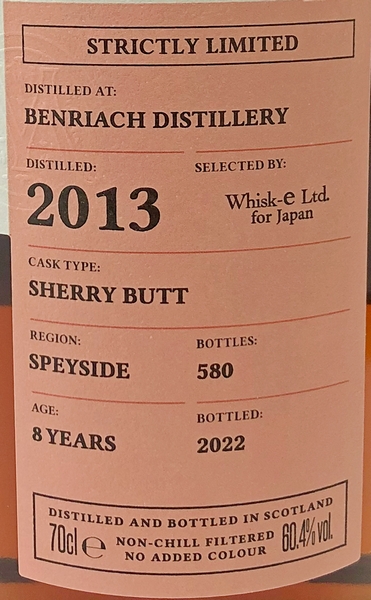 STRICTLY LIMITED
DISTILLED AT:
BENRIACH DISTILLERY
DISTILLED:
2013
SELECTED BY:
Whisk-e Ltd.
for Japan
CASK TYPE:
SHERRY BUTT
REGION:
SPEYSIDE
BOTTLES:
580
AGE:
8 YEARS
BOTTLED:
2022
DISTILLED AND BOTTLED IN SCOTLAND
70cl e NON-CHILL FILTERED 60.4% vol.
NO ADDED COLOUR